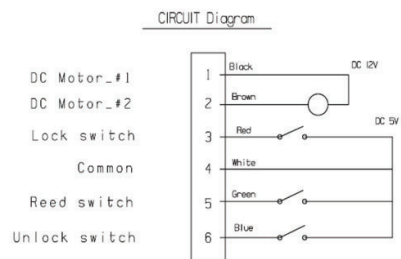 CIRCUIT Diagram
DC Motor_#1 1 Black DC 12V
DC Motor_#2 2 Brown
DC 5V
Lock switch 3 Red
Common 4 White
Reed switch 5 Green
Unlock switch 6 Blue